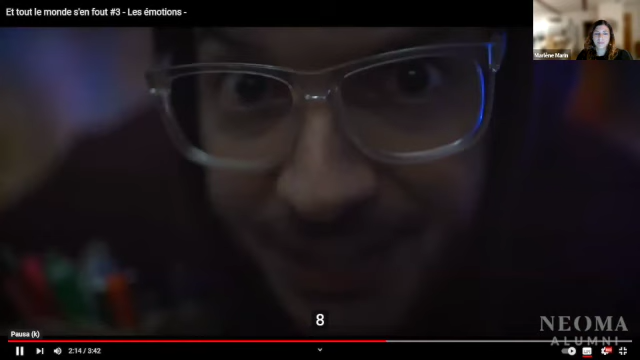 Et tout le monde s'en fout #3 - Les émotions -
Marlène Marin
8
Pausa (k)
2:14 / 3:42
NEOMA
ALUMNI